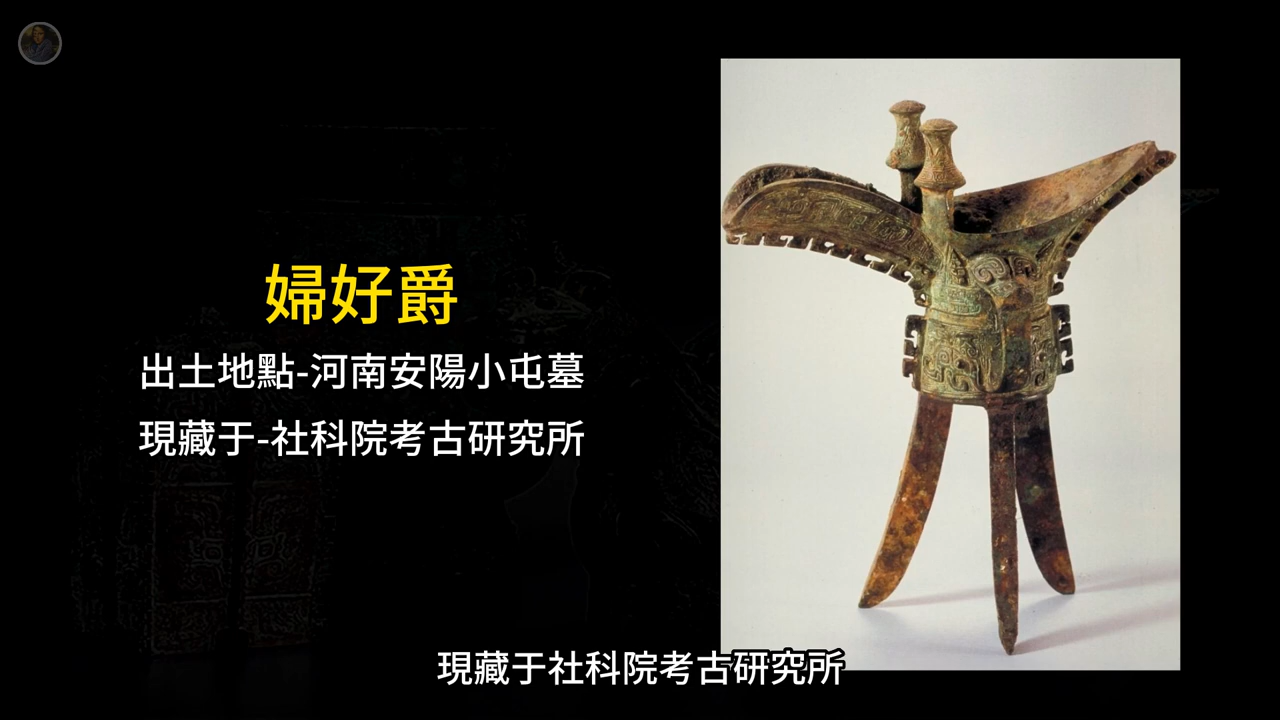 婦好爵
出土地點-河南安陽小屯墓
現藏于-社科院考古研究所
現藏于社科院考古研究所